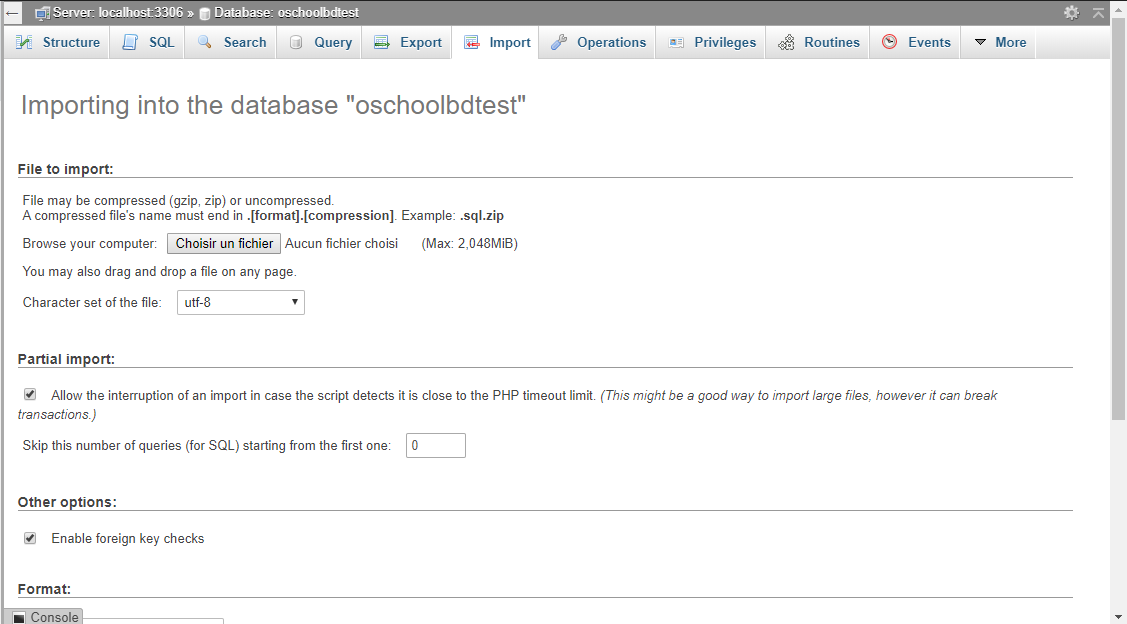 Server: localhost:3306 » Database: oschoolbdtest
Structure SQL Search Query Export Import Operations Privileges Routines Events More
Importing into the database "oschoolbdtest"
File to import:
File may be compressed (gzip, zip) or uncompressed.
A compressed file's name must end in .[format].[compression]. Example: .sql.zip
Browse your computer: Choisir un fichier Aucun fichier choisi (Max: 2,048MiB)
You may also drag and drop a file on any page.
Character set of the file: utf-8
Partial import:
Allow the interruption of an import in case the script detects it is close to the PHP timeout limit. (This might be a good way to import large files, however it can break
transactions.)
Skip this number of queries (for SQL) starting from the first one: 0
Other options:
Enable foreign key checks
Format:
Console